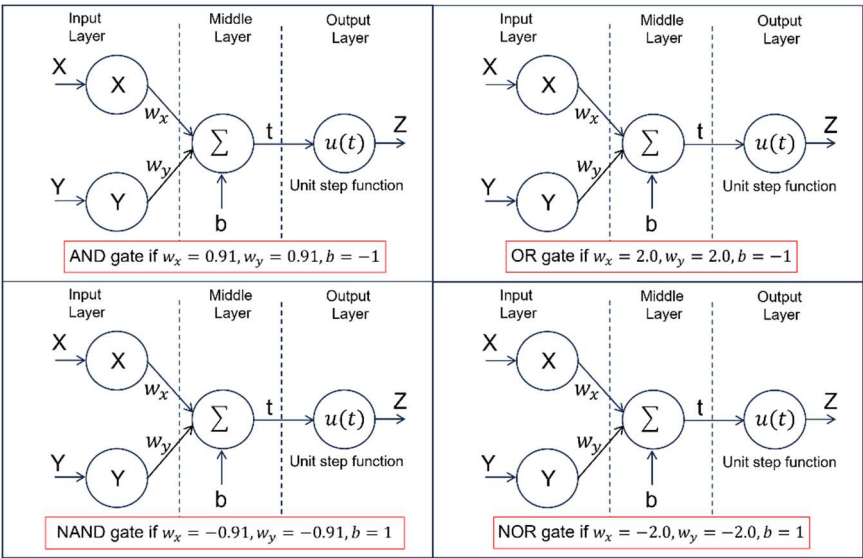 Input Layer
Middle Layer
Output Layer
X
X
w_x
Y
Y
w_y
∑
b
t
u(t)
Z
Unit step function
AND gate if w_x = 0.91, w_y = 0.91, b = −1
Input Layer
Middle Layer
Output Layer
X
X
w_x
Y
Y
w_y
∑
b
t
u(t)
Z
Unit step function
OR gate if w_x = 2.0, w_y = 2.0, b = −1
Input Layer
Middle Layer
Output Layer
X
X
w_x
Y
Y
w_y
∑
b
t
u(t)
Z
Unit step function
NAND gate if w_x = −0.91, w_y = −0.91, b = 1
Input Layer
Middle Layer
Output Layer
X
X
w_x
Y
Y
w_y
∑
b
t
u(t)
Z
Unit step function
NOR gate if w_x = −2.0, w_y = −2.0, b = 1